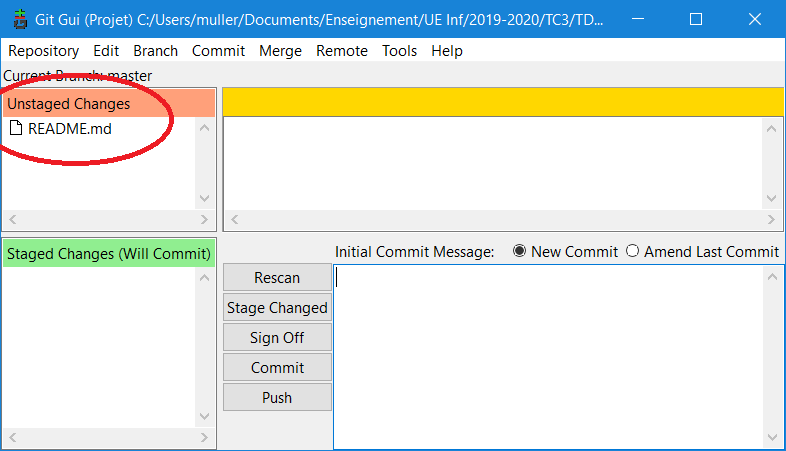 Git Gui (Projet) C:/Users/muller/Documents/Enseignement/UE Inf/2019-2020/TC3/TD...
Repository Edit Branch Commit Merge Remote Tools Help
Current Branch: master
Unstaged Changes
README.md
Staged Changes (Will Commit)
Initial Commit Message: New Commit Amend Last Commit
Rescan
Stage Changed
Sign Off
Commit
Push